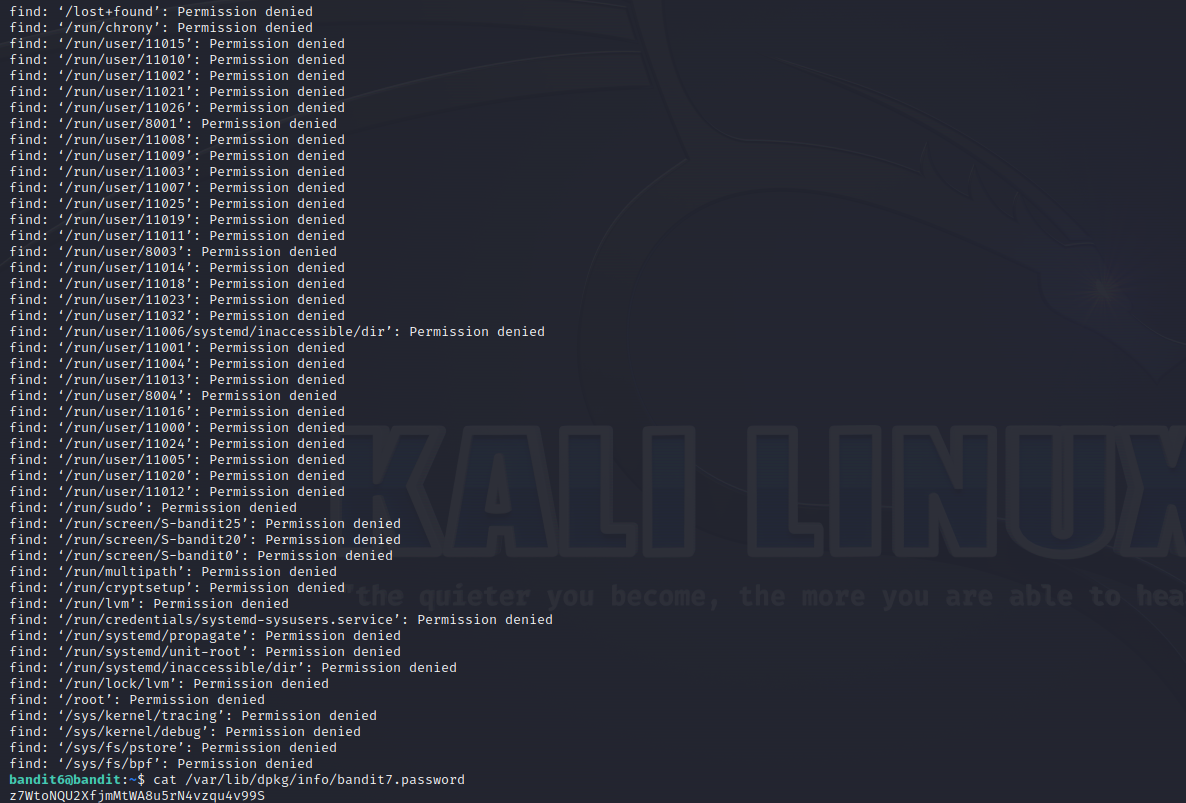 find: ‘/lost+found’: Permission denied
find: ‘/run/chrony’: Permission denied
find: ‘/run/user/11015’: Permission denied
find: ‘/run/user/11010’: Permission denied
find: ‘/run/user/11002’: Permission denied
find: ‘/run/user/11021’: Permission denied
find: ‘/run/user/11026’: Permission denied
find: ‘/run/user/8001’: Permission denied
find: ‘/run/user/11008’: Permission denied
find: ‘/run/user/11009’: Permission denied
find: ‘/run/user/11003’: Permission denied
find: ‘/run/user/11007’: Permission denied
find: ‘/run/user/11025’: Permission denied
find: ‘/run/user/11019’: Permission denied
find: ‘/run/user/11011’: Permission denied
find: ‘/run/user/8003’: Permission denied
find: ‘/run/user/11014’: Permission denied
find: ‘/run/user/11018’: Permission denied
find: ‘/run/user/11023’: Permission denied
find: ‘/run/user/11032’: Permission denied
find: ‘/run/user/11006/systemd/inaccessible/dir’: Permission denied
find: ‘/run/user/11001’: Permission denied
find: ‘/run/user/11004’: Permission denied
find: ‘/run/user/11013’: Permission denied
find: ‘/run/user/8004’: Permission denied
find: ‘/run/user/11016’: Permission denied
find: ‘/run/user/11000’: Permission denied
find: ‘/run/user/11024’: Permission denied
find: ‘/run/user/11005’: Permission denied
find: ‘/run/user/11020’: Permission denied
find: ‘/run/user/11012’: Permission denied
find: ‘/run/sudo’: Permission denied
find: ‘/run/screen/S-bandit25’: Permission denied
find: ‘/run/screen/S-bandit20’: Permission denied
find: ‘/run/screen/S-bandit0’: Permission denied
find: ‘/run/multipath’: Permission denied
find: ‘/run/cryptsetup’: Permission denied
find: ‘/run/lvm’: Permission denied
find: ‘/run/credentials/systemd-sysusers.service’: Permission denied
find: ‘/run/systemd/propagate’: Permission denied
find: ‘/run/systemd/unit-root’: Permission denied
find: ‘/run/systemd/inaccessible/dir’: Permission denied
find: ‘/run/lock/lvm’: Permission denied
find: ‘/root’: Permission denied
find: ‘/sys/kernel/tracing’: Permission denied
find: ‘/sys/kernel/debug’: Permission denied
find: ‘/sys/fs/pstore’: Permission denied
find: ‘/sys/fs/bpf’: Permission denied
bandit6@bandit:~$ cat /var/lib/dpkg/info/bandit7.password
z7WtoNQU2XfjmMtWA8u5rN4vzqu4v99S
KALI LINUX
"the quieter you become, the more you are able to hea